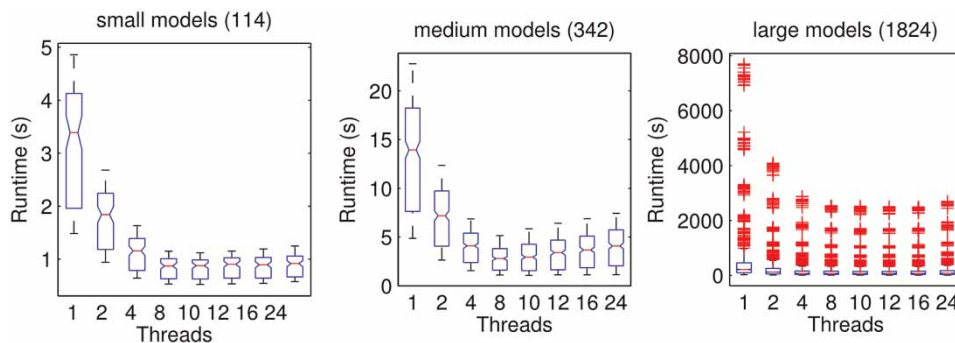 small models (114)
Runtime (s)
5
4
3
2
1
1 2 4 8 10 12 16 24
Threads
medium models (342)
Runtime (s)
20
15
10
5
0
1 2 4 8 10 12 16 24
Threads
large models (1824)
Runtime (s)
8000
6000
4000
2000
0
1 2 4 8 10 12 16 24
Threads